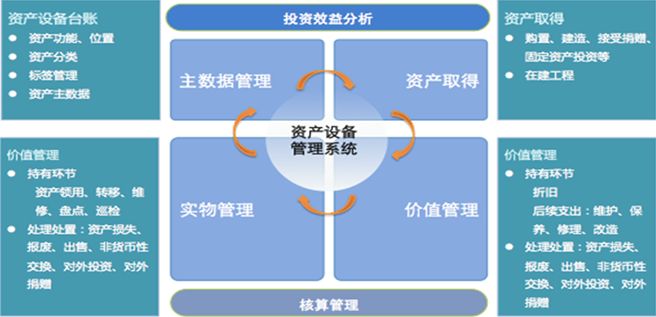 资产设备台账
资产功能、位置
资产分类
标签管理
资产主数据
投资效益分析
资产取得
购置、建造、接受捐赠、
固定资产投资等
在建工程
主数据管理
资产取得
资产设备
管理系统
实物管理
价值管理
价值管理
持有环节
资产领用、转移、维
修、盘点、巡检
处理处置：资产损失、
报废、出售、非货币性
交换、对外投资、对外
捐赠
价值管理
持有环节
折旧
后续支出：维护、保
养、修理、改造
处理处置：资产损失、
报废、出售、非货币性
交换、对外投资、对外
捐赠
核算管理